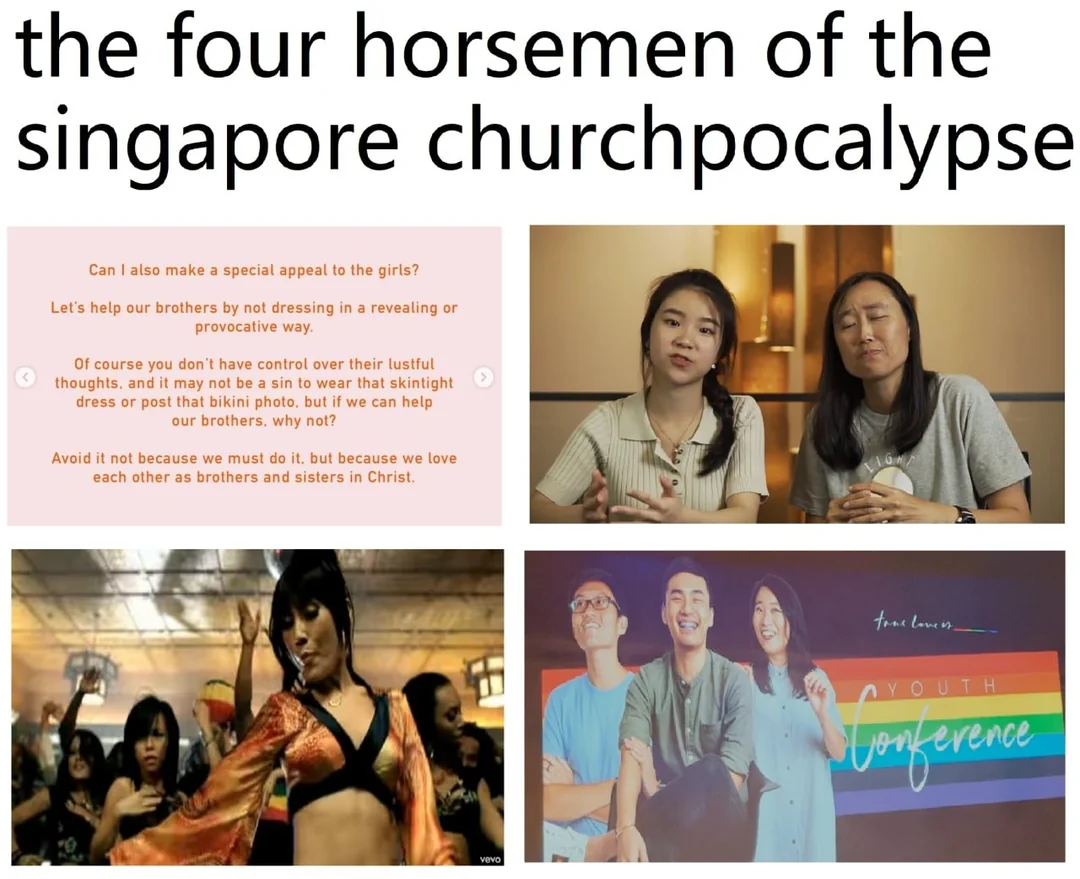 the four horsemen of the
singapore churchpocalypse
Can I also make a special appeal to the girls?
Let's help our brothers by not dressing in a revealing or
provocative way.
Of course you don't have control over their lustful
thoughts, and it may not be a sin to wear that skintight
dress or post that bikini photo, but if we can help
our brothers, why not?
Avoid it not because we must do it, but because we love
each other as brothers and sisters in Christ.
LIGHT
vevo
true love is
YOUTH
Conference